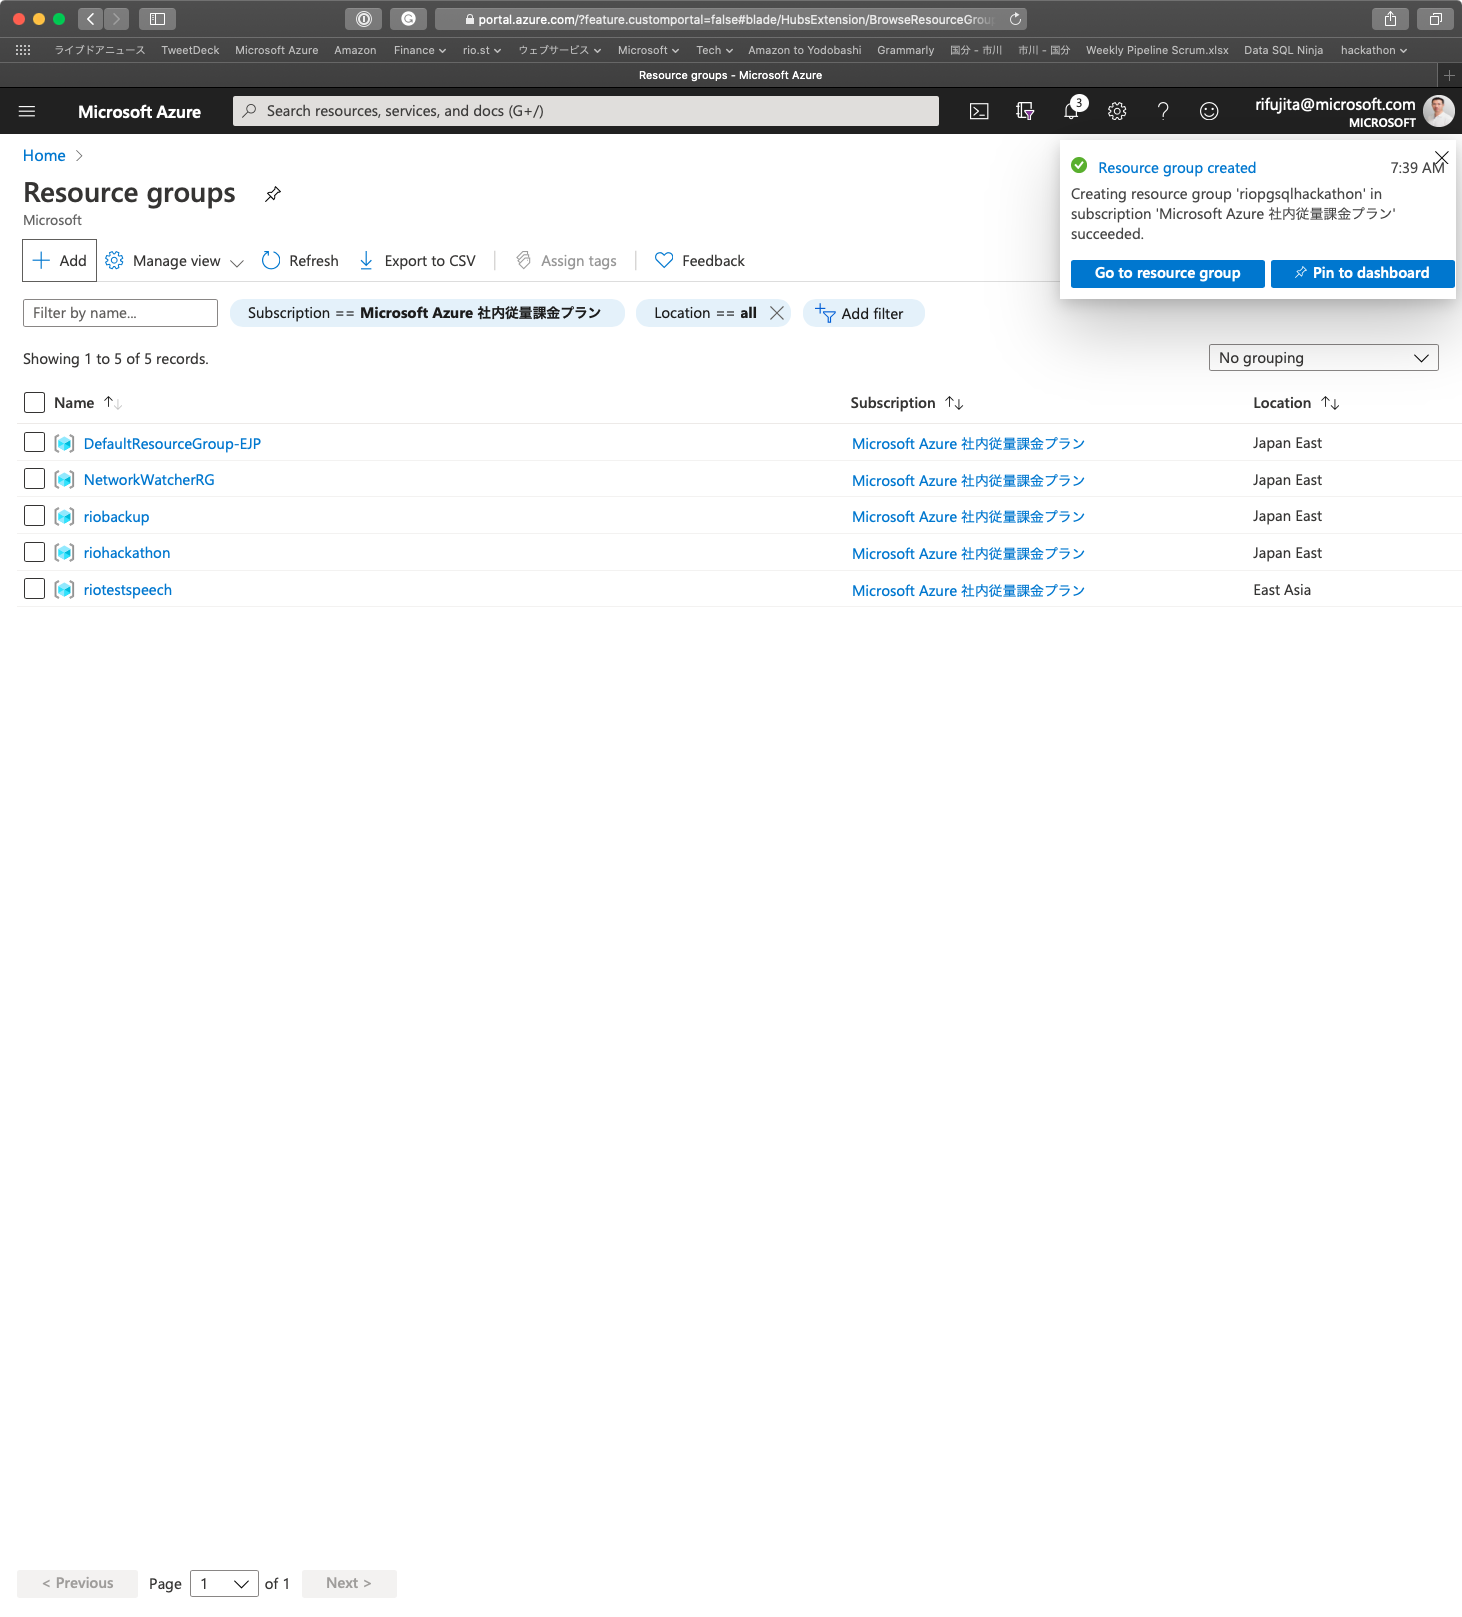 portal.azure.com/?feature.customportal=false#blade/HubsExtension/BrowseResourceGrou
ライブドアニュース TweetDeck Microsoft Azure Amazon Finance rio.st ウェブサービス Microsoft Tech Amazon to Yodobashi Grammarly 国分 - 市川 市川 - 国分 Weekly Pipeline Scrum.xlsx Data SQL Ninja hackathon
Resource groups - Microsoft Azure
Microsoft Azure
Search resources, services, and docs (G+/)
3
rifujita@microsoft.com
MICROSOFT
Home
Resource groups
Microsoft
Resource group created 7:39 AM
Creating resource group 'riopgsqlhackathon' in
subscription 'Microsoft Azure 社内従量課金プラン'
succeeded.
Go to resource group Pin to dashboard
Add Manage view Refresh Export to CSV Assign tags Feedback
Filter by name... Subscription == Microsoft Azure 社内従量課金プラン Location == all Add filter
Showing 1 to 5 of 5 records. No grouping
Name Subscription Location
DefaultResourceGroup-EJP Microsoft Azure 社内従量課金プラン Japan East
NetworkWatcherRG Microsoft Azure 社内従量課金プラン Japan East
riobackup Microsoft Azure 社内従量課金プラン Japan East
riohackathon Microsoft Azure 社内従量課金プラン Japan East
riotestspeech Microsoft Azure 社内従量課金プラン East Asia
< Previous Page 1 of 1 Next >